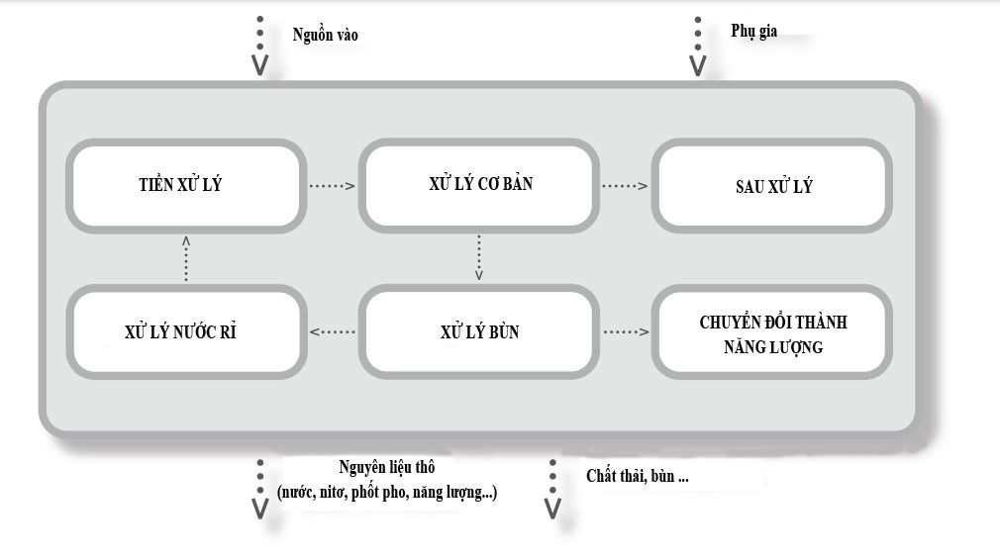 Nguồn vào
Phụ gia
TIỀN XỬ LÝ
XỬ LÝ CƠ BẢN
SAU XỬ LÝ
XỬ LÝ NƯỚC RỈ
XỬ LÝ BÙN
CHUYỂN ĐỔI THÀNH
NĂNG LƯỢNG
Nguyên liệu thô
(nước, nitơ, phốt pho, năng lượng...)
Chất thải, bùn ...